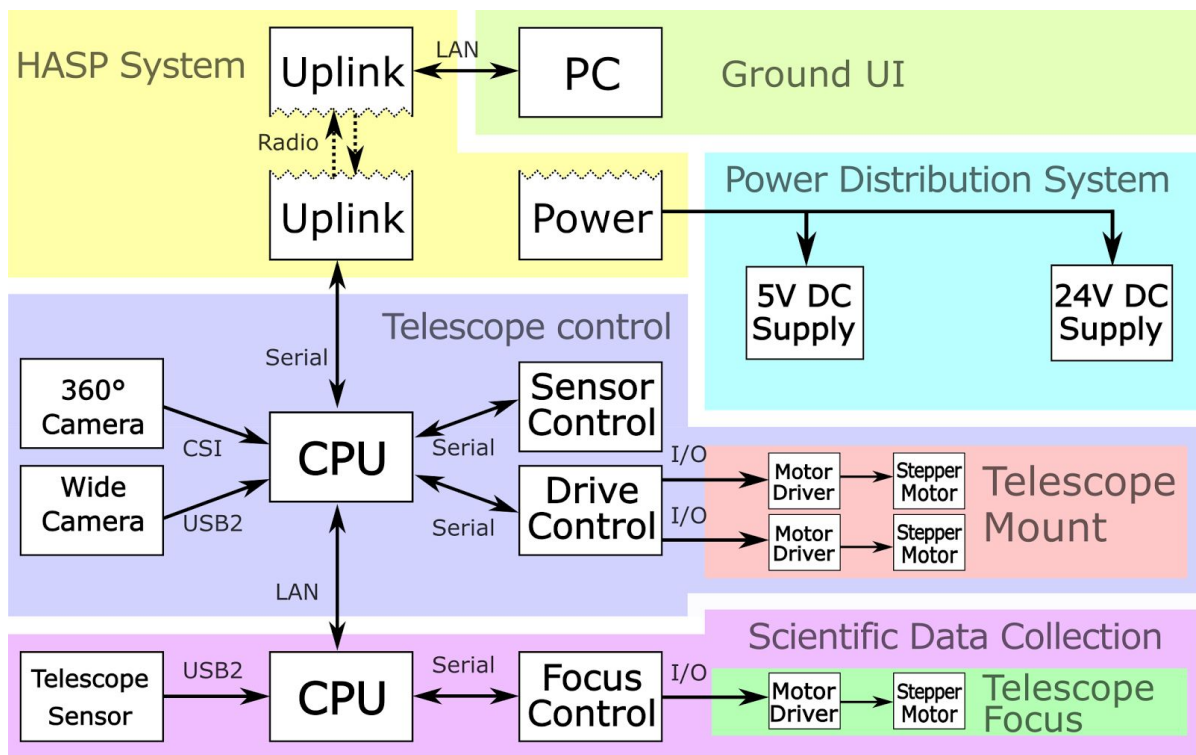 HASP System
Uplink
LAN
PC
Ground UI
Radio
Uplink
Power
Power Distribution System
5V DC
Supply
24V DC
Supply
Telescope control
Serial
360°
Camera
CSI
Wide
Camera
USB2
CPU
Serial
Sensor
Control
Serial
Drive
Control
I/O
I/O
Motor
Driver
Stepper
Motor
Motor
Driver
Stepper
Motor
Telescope
Mount
LAN
Scientific Data Collection
Telescope
Sensor
USB2
CPU
Serial
Focus
Control
I/O
Motor
Driver
Stepper
Motor
Telescope
Focus